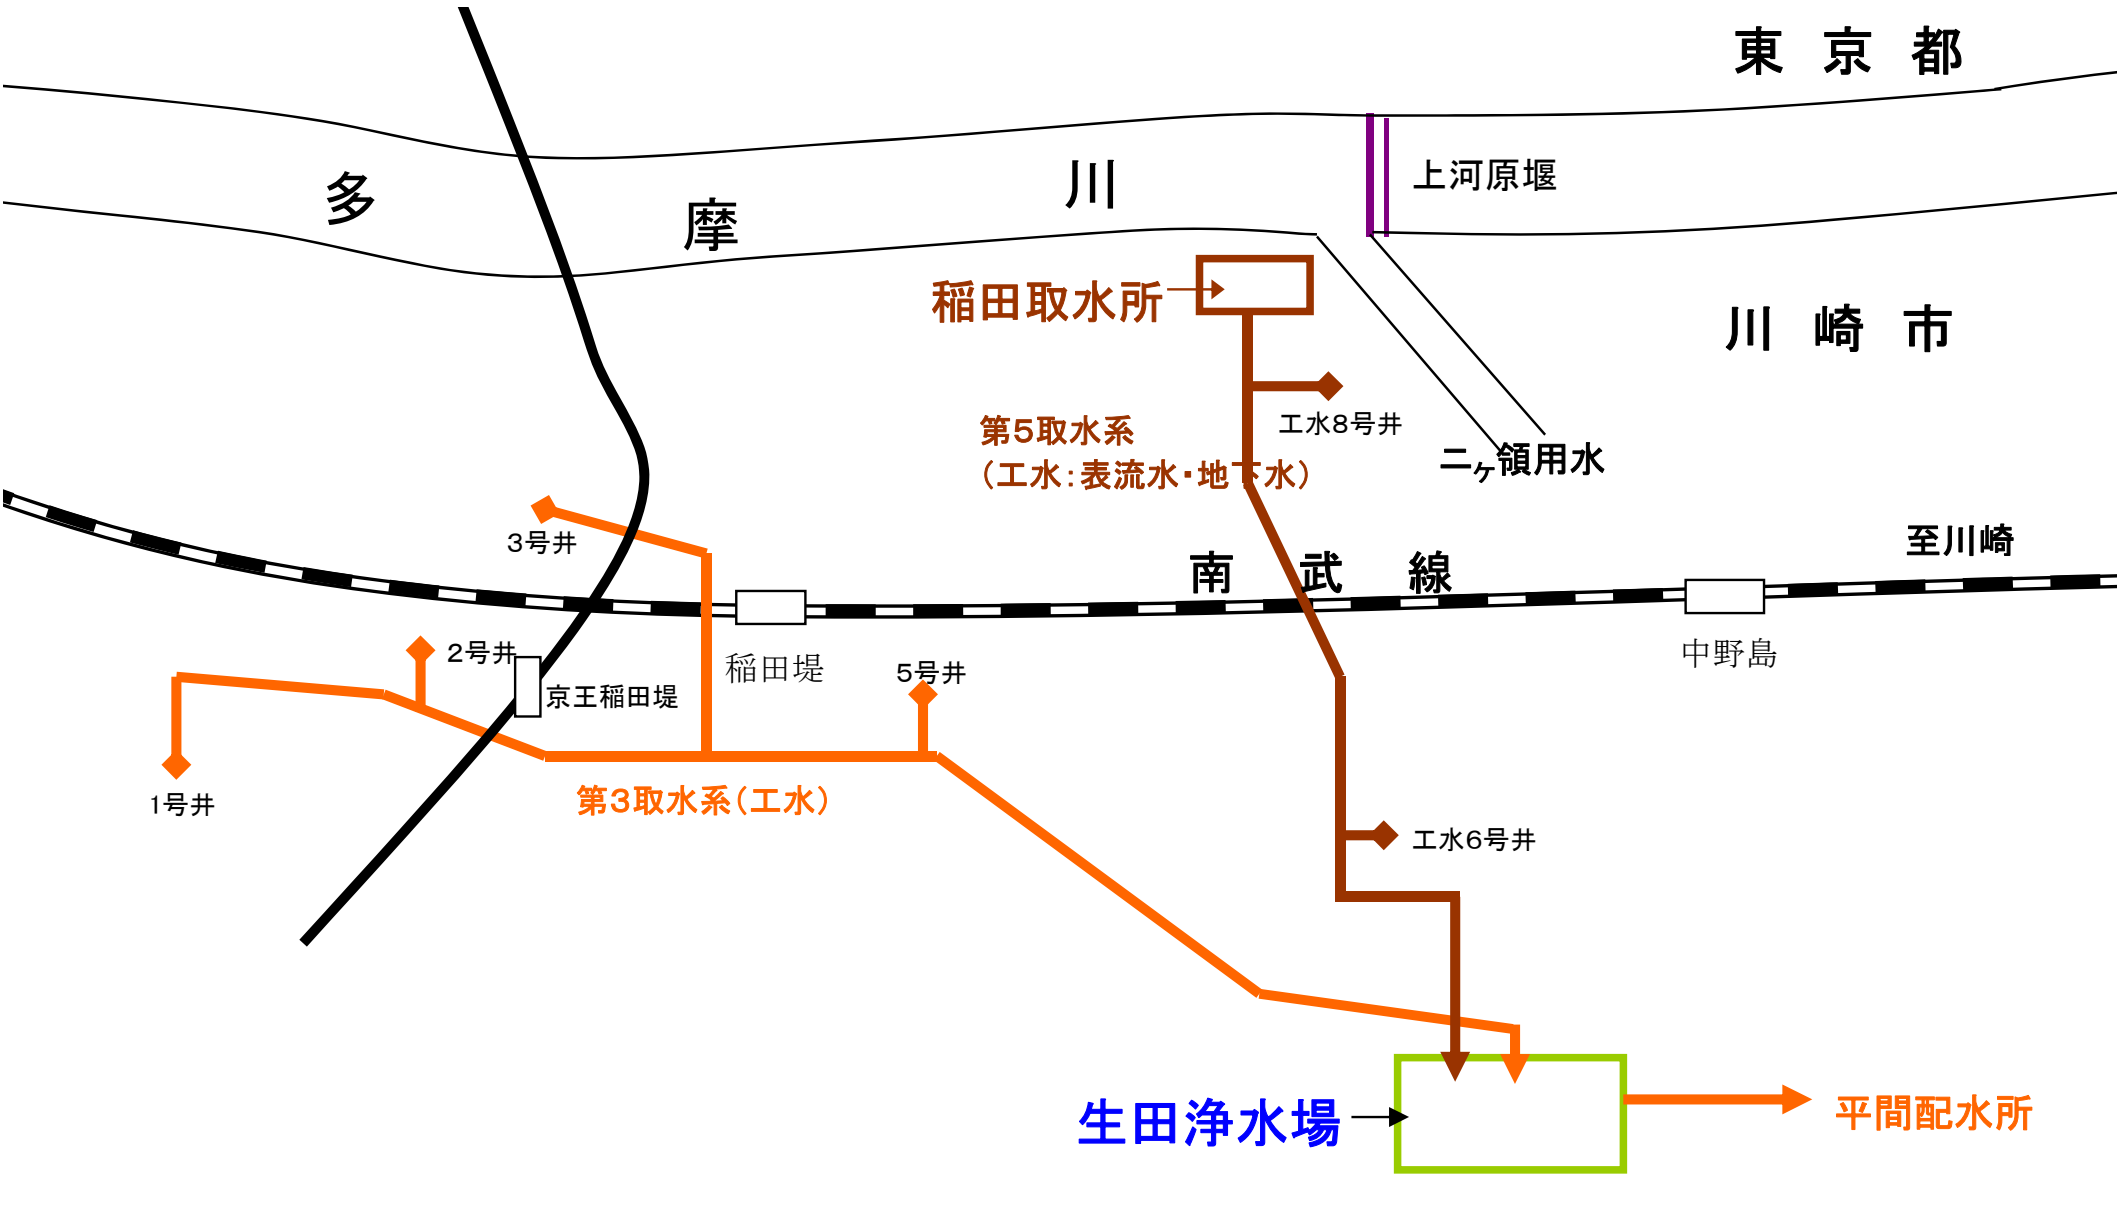 東京都
多摩川
上河原堰
稲田取水所
川崎市
工水8号井
第5取水系
（工水：表流水・地下水）
二ヶ領用水
3号井
南武線
至川崎
2号井
稲田堤
5号井
中野島
京王稲田堤
1号井
第3取水系（工水）
工水6号井
生田浄水場
平間配水所